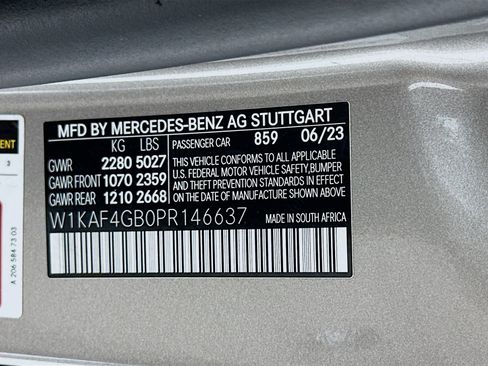 MFD BY MERCEDES-BENZ AG STUTTGART
KG LBS PASSENGER CAR 859 06/23
GVWR 2280 5027 THIS VEHICLE CONFORMS TO ALL APPLICABLE
GAWR FRONT 1070 2359 U.S. FEDERAL MOTOR VEHICLE SAFETY, BUMPER
GAWR REAR 1210 2668 AND THEFT PREVENTION STANDARDS IN EFFECT
ON THE DATE OF MANUFACTURE SHOWN ABOVE
W1KAF4GB0PR146637 MADE IN SOUTH AFRICA
3
A 206 584 73 03